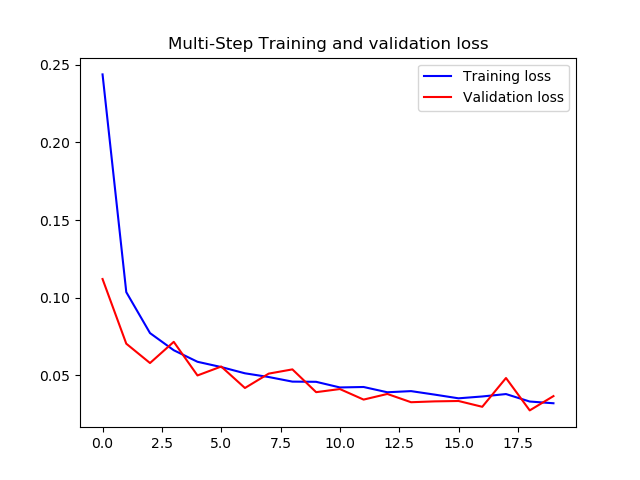 Multi-Step Training and validation loss
0.25
0.20
0.15
0.10
0.05
Training loss
Validation loss
0.0 2.5 5.0 7.5 10.0 12.5 15.0 17.5